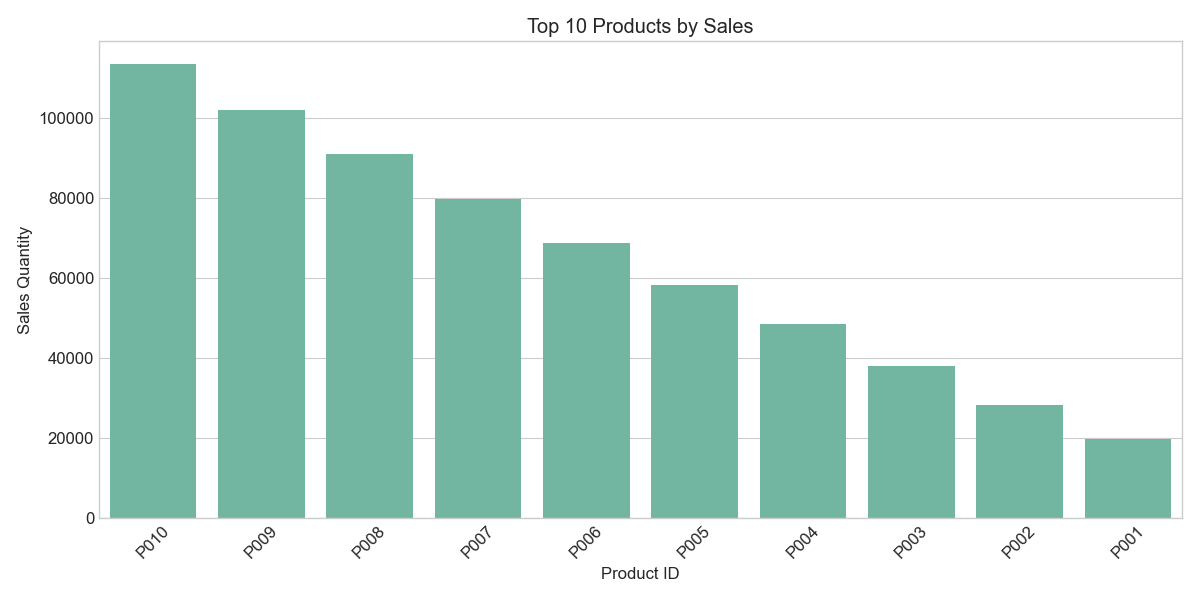 Top 10 Products by Sales
Sales Quantity
100000
80000
60000
40000
20000
0
P010
P009
P008
P007
P006
P005
P004
P003
P002
P001
Product ID